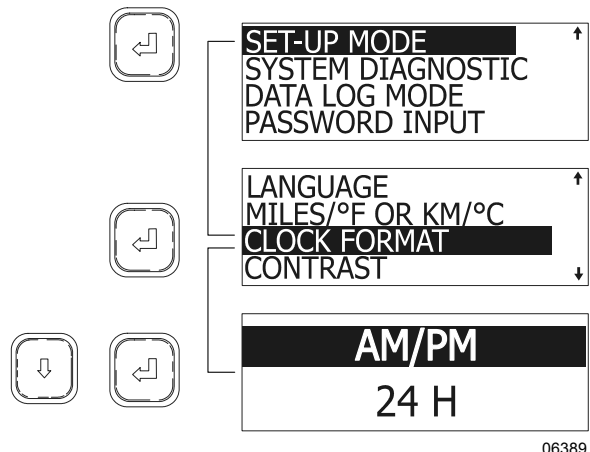 SET-UP MODE
SYSTEM DIAGNOSTIC
DATA LOG MODE
PASSWORD INPUT
LANGUAGE
MILES/°F OR KM/°C
CLOCK FORMAT
CONTRAST
AM/PM
24 H
06389